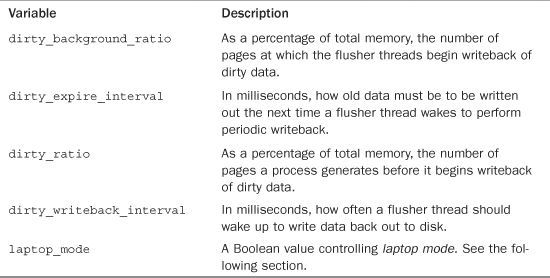 Variable Description
dirty_background_ratio As a percentage of total memory, the number of
pages at which the flusher threads begin writeback of
dirty data.
dirty_expire_interval In milliseconds, how old data must be to be written
out the next time a flusher thread wakes to perform
periodic writeback.
dirty_ratio As a percentage of total memory, the number of
pages a process generates before it begins writeback
of dirty data.
dirty_writeback_interval In milliseconds, how often a flusher thread should
wake up to write data back out to disk.
laptop_mode A Boolean value controlling laptop mode. See the fol-
lowing section.